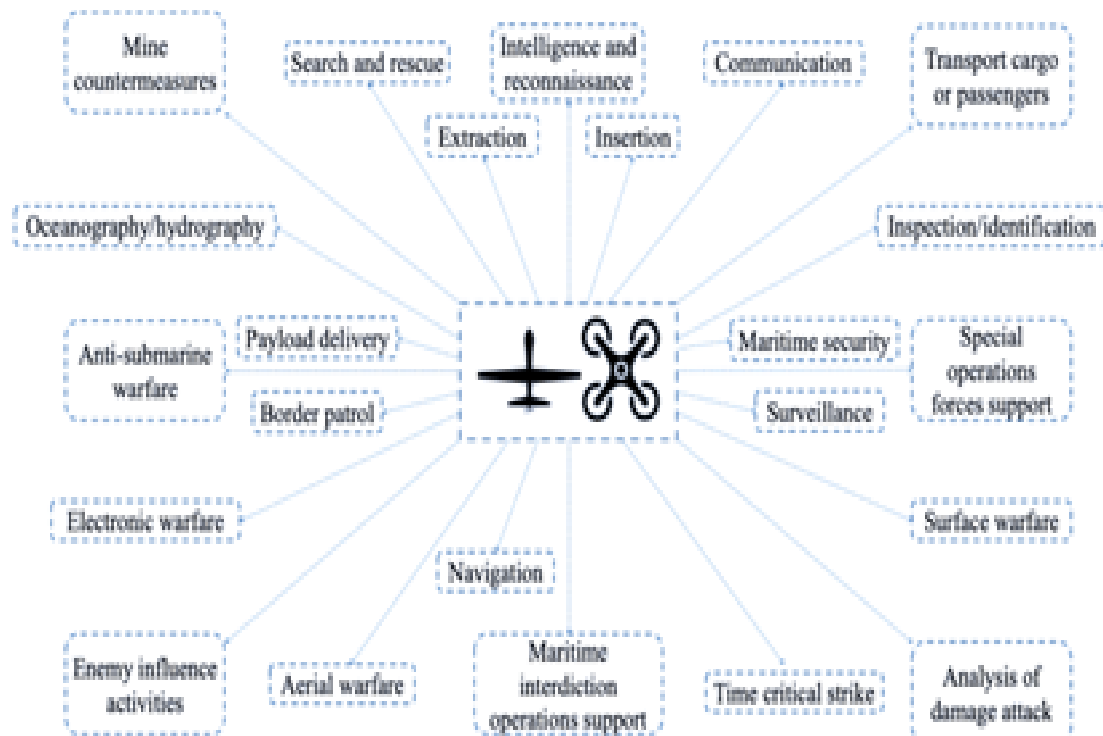 Mine
countermeasures
Search and rescue
Intelligence and
reconnaissance
Communication
Transport cargo
or passengers
Extraction
Insertion
Oceanography/hydrography
Inspection/identification
Payload delivery
Maritime security
Anti-submarine
warfare
Special
operations
forces support
Border patrol
Surveillance
Electronic warfare
Surface warfare
Navigation
Enemy influence
activities
Aerial warfare
Maritime
interdiction
operations support
Time critical strike
Analysis of
damage attack